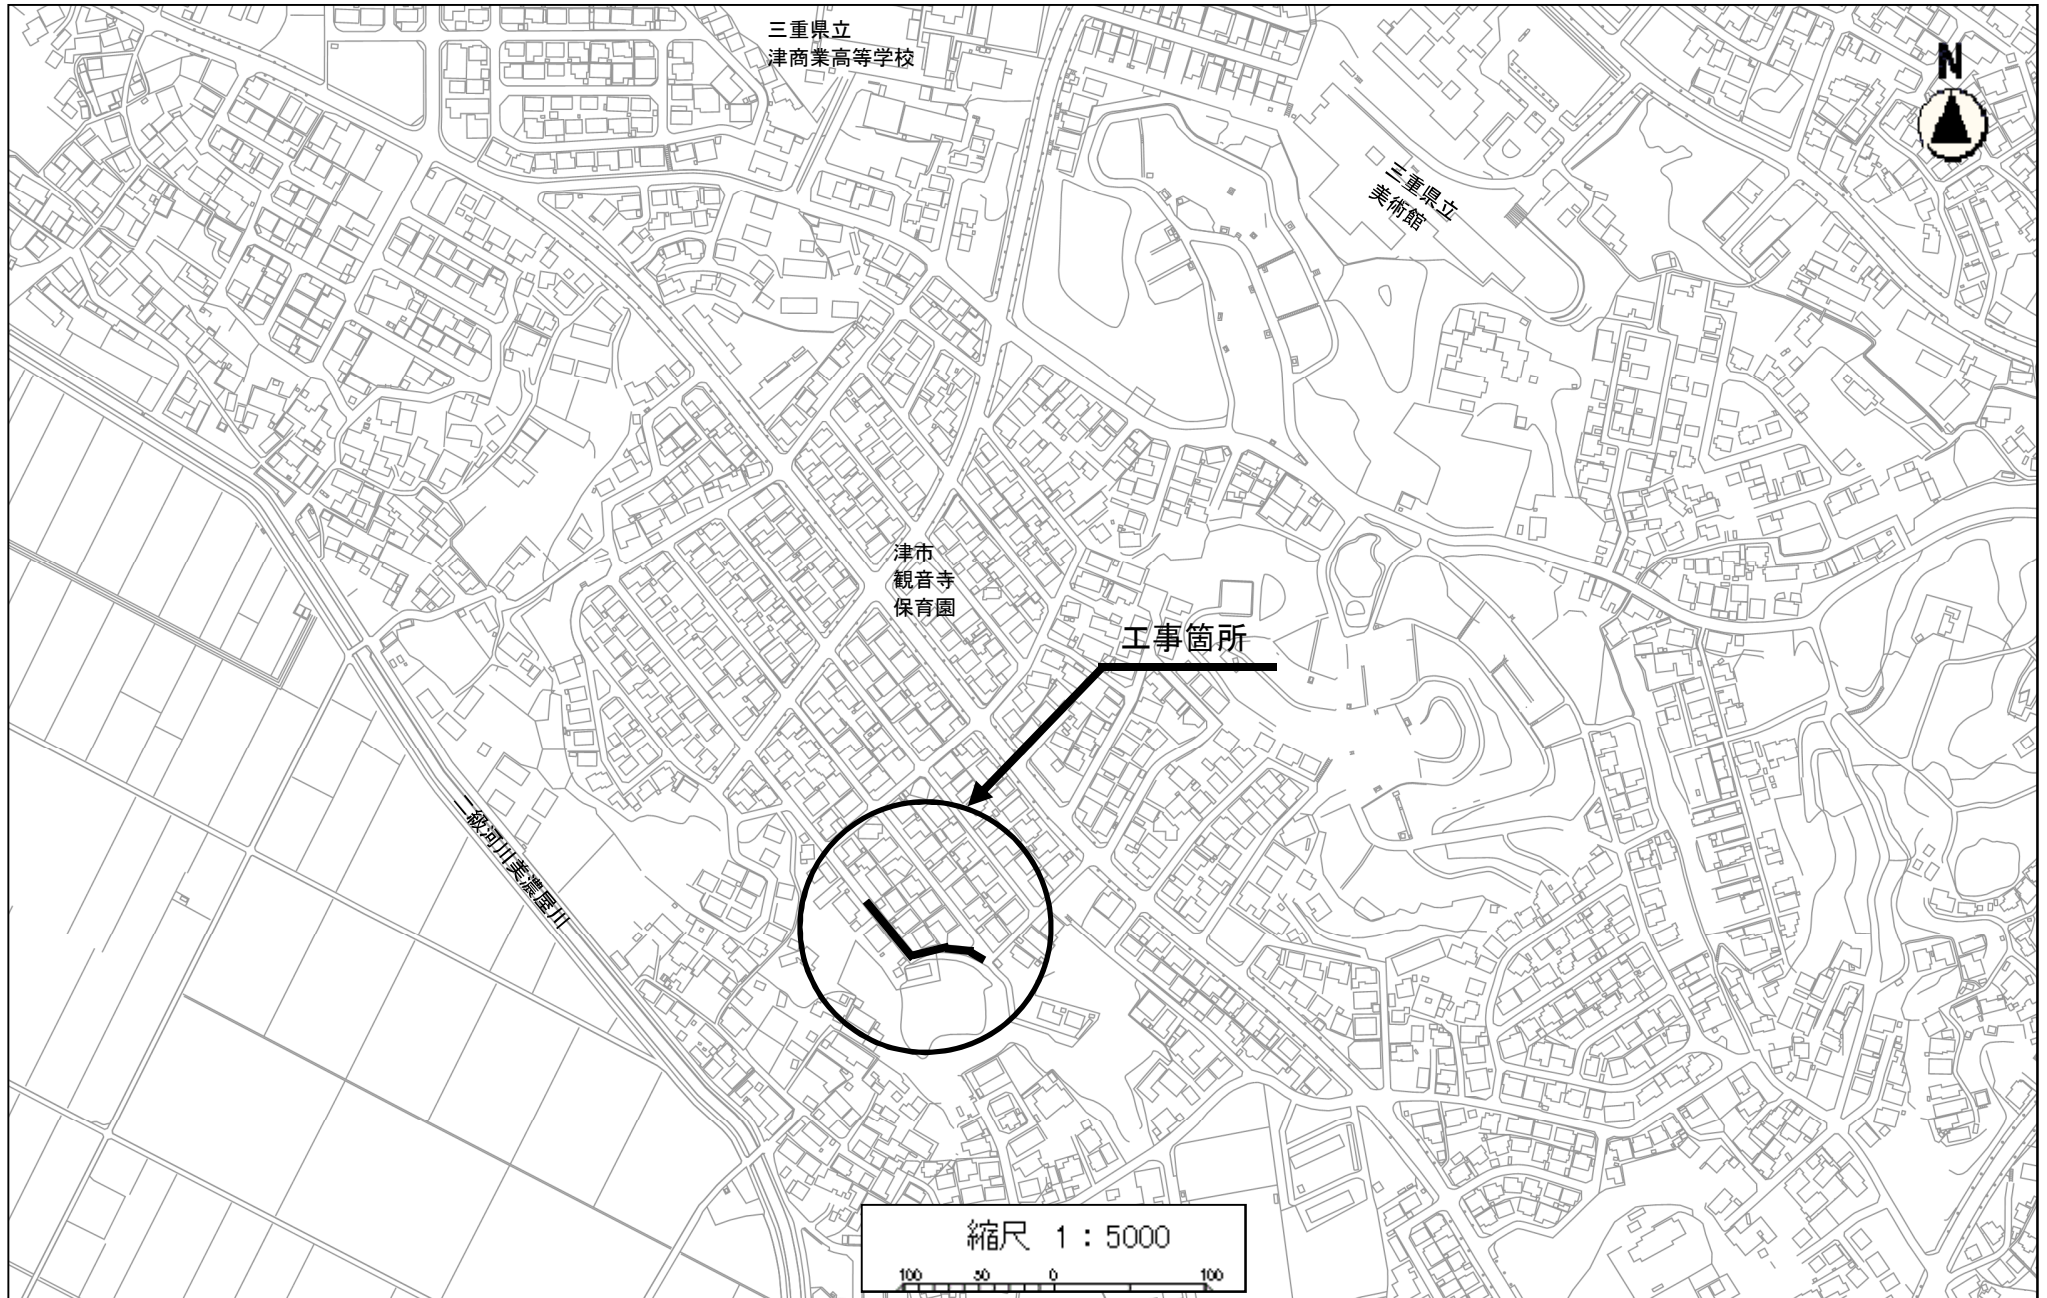 三重県立
津商業高等学校
N
三重県立
美術館
津市
観音寺
保育園
工事箇所
二級河川美濃屋川
縮尺 1:5000
100 50 0 100